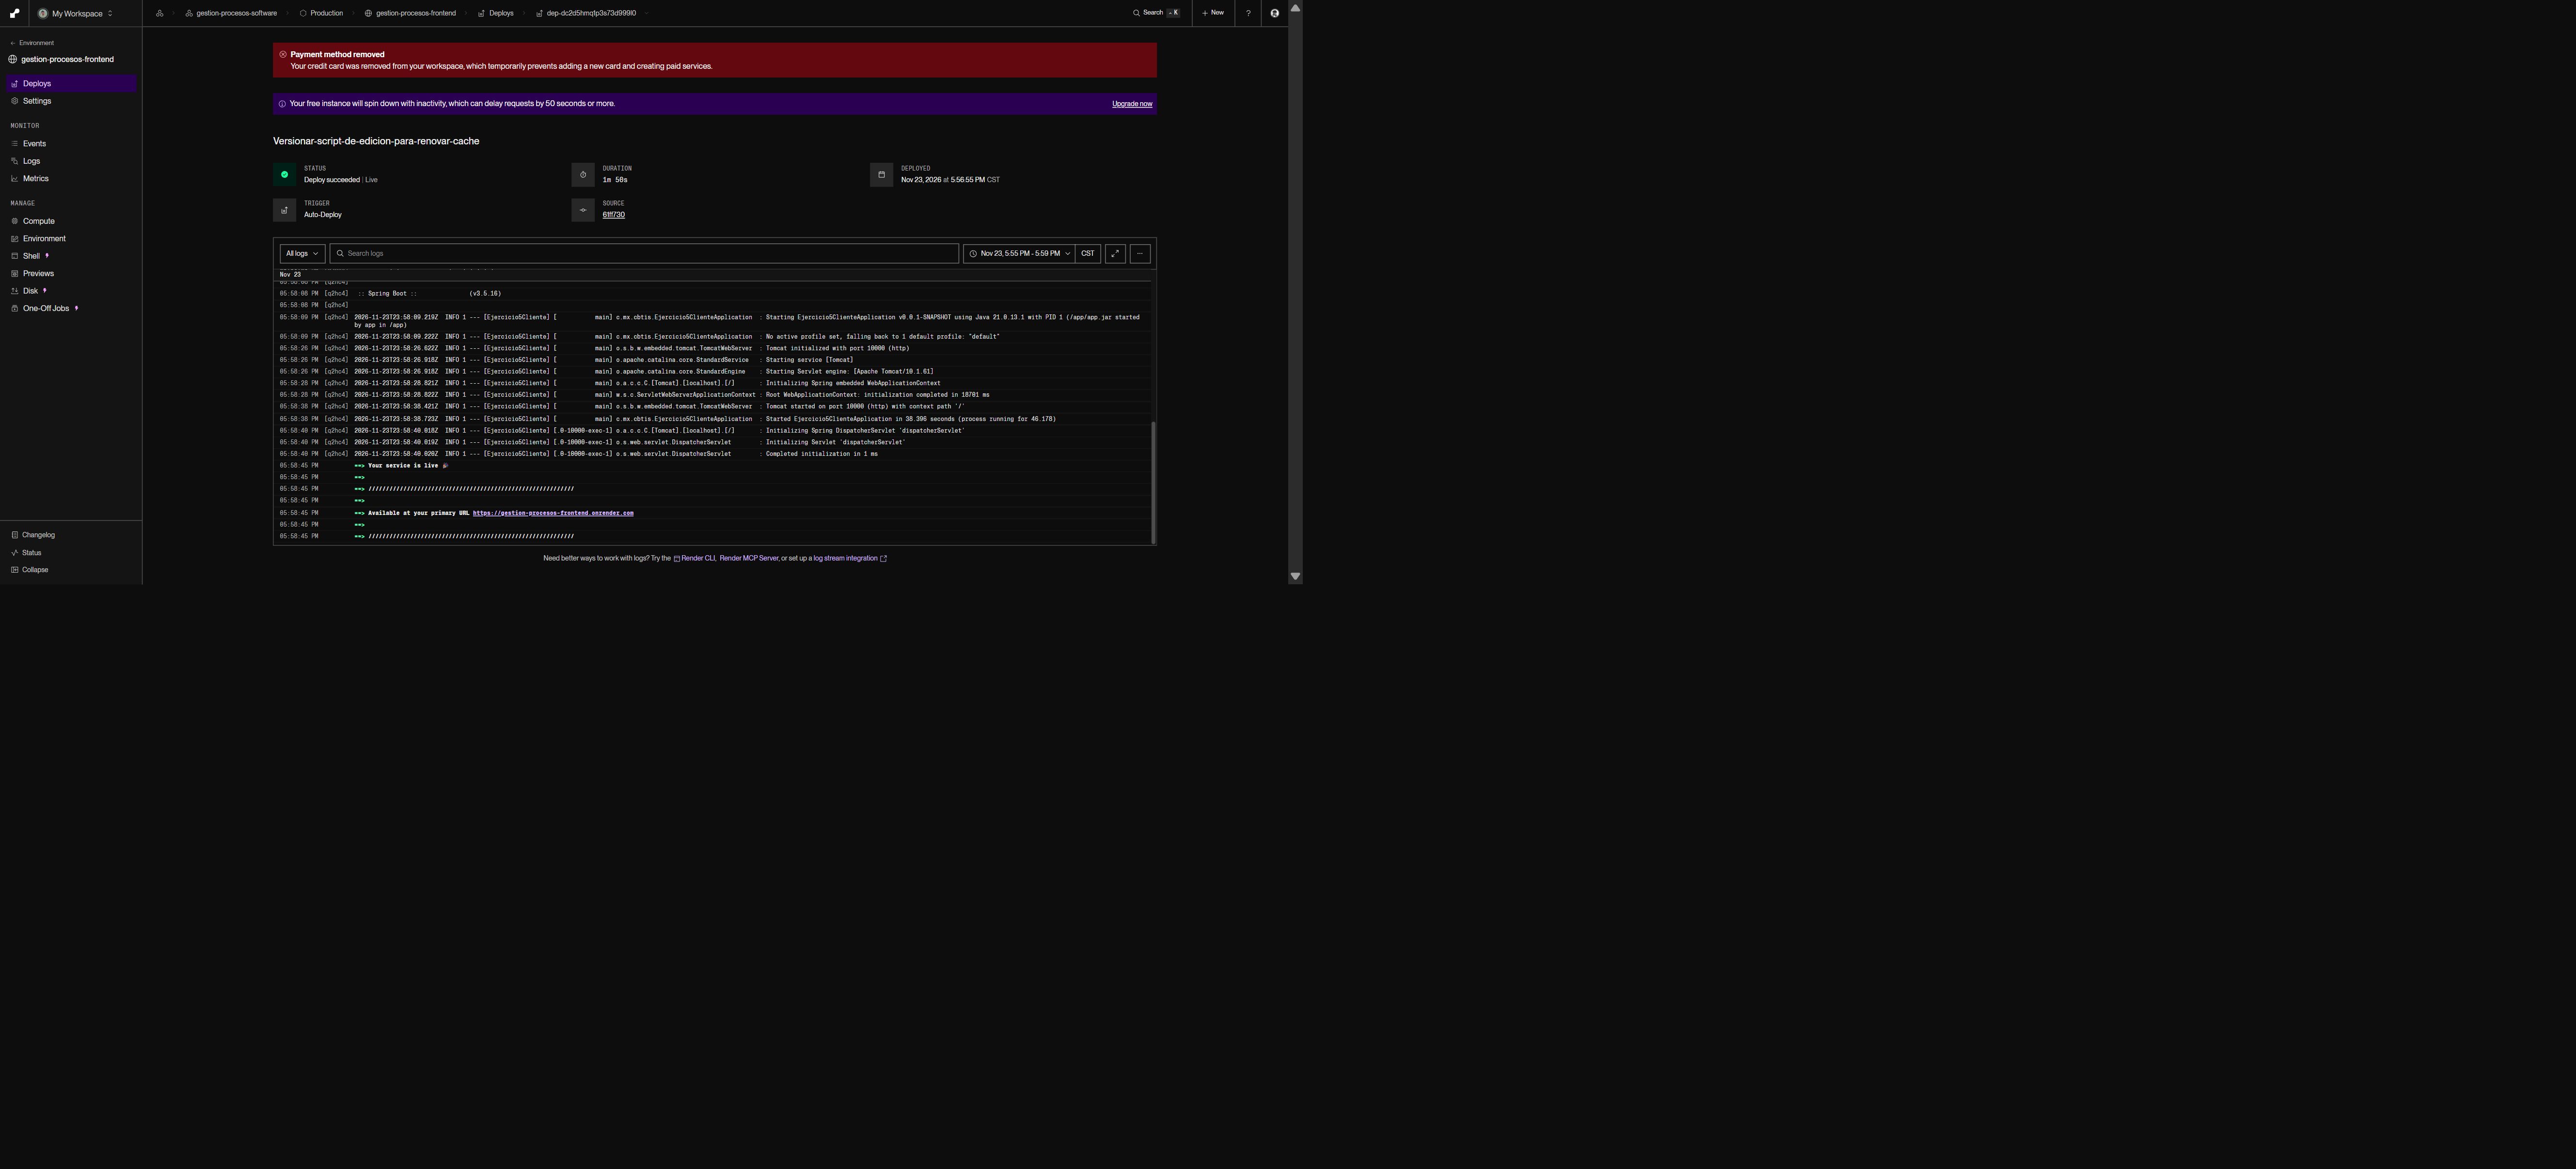 My Workspace
gestion-procesos-software
Production
gestion-procesos-frontend
Deploys
dep-dc2d5hmqfp3s73d999l0
Search
K
+ New
?
← Environment
gestion-procesos-frontend
Deploys
Settings
MONITOR
Events
Logs
Metrics
MANAGE
Compute
Environment
Shell
Previews
Disk
One-Off Jobs
Changelog
Status
Collapse
Payment method removed
Your credit card was removed from your workspace, which temporarily prevents adding a new card and creating paid services.
Your free instance will spin down with inactivity, which can delay requests by 50 seconds or more.
Upgrade now
Versionar-script-de-edicion-para-renovar-cache
STATUS
Deploy succeeded | Live
DURATION
1m 50s
DEPLOYED
Nov 23, 2026 at 5:56:55 PM CST
TRIGGER
Auto-Deploy
SOURCE
61ff730
All logs
Search logs
Nov 23, 5:55 PM - 5:59 PM
CST
Nov 23
05:58:08 PM [q2hc4]
05:58:08 PM [q2hc4] :: Spring Boot :: (v3.5.16)
05:58:08 PM [q2hc4]
05:58:09 PM [q2hc4] 2026-11-23T23:58:09.219Z INFO 1 --- [Ejercicio5Cliente] [ main] c.mx.cbtis.Ejercicio5ClienteApplication : Starting Ejercicio5ClienteApplication v0.0.1-SNAPSHOT using Java 21.0.13.1 with PID 1 (/app/app.jar started
by app in /app)
05:58:09 PM [q2hc4] 2026-11-23T23:58:09.222Z INFO 1 --- [Ejercicio5Cliente] [ main] c.mx.cbtis.Ejercicio5ClienteApplication : No active profile set, falling back to 1 default profile: "default"
05:58:26 PM [q2hc4] 2026-11-23T23:58:26.622Z INFO 1 --- [Ejercicio5Cliente] [ main] o.s.b.w.embedded.tomcat.TomcatWebServer : Tomcat initialized with port 10000 (http)
05:58:26 PM [q2hc4] 2026-11-23T23:58:26.918Z INFO 1 --- [Ejercicio5Cliente] [ main] o.apache.catalina.core.StandardService : Starting service [Tomcat]
05:58:26 PM [q2hc4] 2026-11-23T23:58:26.918Z INFO 1 --- [Ejercicio5Cliente] [ main] o.apache.catalina.core.StandardEngine : Starting Servlet engine: [Apache Tomcat/10.1.61]
05:58:28 PM [q2hc4] 2026-11-23T23:58:28.821Z INFO 1 --- [Ejercicio5Cliente] [ main] o.a.c.c.C.[Tomcat].[localhost].[/] : Initializing Spring embedded WebApplicationContext
05:58:28 PM [q2hc4] 2026-11-23T23:58:28.822Z INFO 1 --- [Ejercicio5Cliente] [ main] w.s.c.ServletWebServerApplicationContext : Root WebApplicationContext: initialization completed in 18701 ms
05:58:38 PM [q2hc4] 2026-11-23T23:58:38.421Z INFO 1 --- [Ejercicio5Cliente] [ main] o.s.b.w.embedded.tomcat.TomcatWebServer : Tomcat started on port 10000 (http) with context path '/'
05:58:38 PM [q2hc4] 2026-11-23T23:58:38.723Z INFO 1 --- [Ejercicio5Cliente] [ main] c.mx.cbtis.Ejercicio5ClienteApplication : Started Ejercicio5ClienteApplication in 38.396 seconds (process running for 46.178)
05:58:40 PM [q2hc4] 2026-11-23T23:58:40.018Z INFO 1 --- [Ejercicio5Cliente] [.0-10000-exec-1] o.a.c.c.C.[Tomcat].[localhost].[/] : Initializing Spring DispatcherServlet 'dispatcherServlet'
05:58:40 PM [q2hc4] 2026-11-23T23:58:40.019Z INFO 1 --- [Ejercicio5Cliente] [.0-10000-exec-1] o.s.web.servlet.DispatcherServlet : Initializing Servlet 'dispatcherServlet'
05:58:40 PM [q2hc4] 2026-11-23T23:58:40.020Z INFO 1 --- [Ejercicio5Cliente] [.0-10000-exec-1] o.s.web.servlet.DispatcherServlet : Completed initialization in 1 ms
05:58:45 PM ==> Your service is live 🎉
05:58:45 PM ==>
05:58:45 PM ==> ///////////////////////////////////////////////////////////
05:58:45 PM ==>
05:58:45 PM ==> Available at your primary URL https://gestion-procesos-frontend.onrender.com
05:58:45 PM ==>
05:58:45 PM ==> ///////////////////////////////////////////////////////////
Need better ways to work with logs? Try the Render CLI, Render MCP Server, or set up a log stream integration